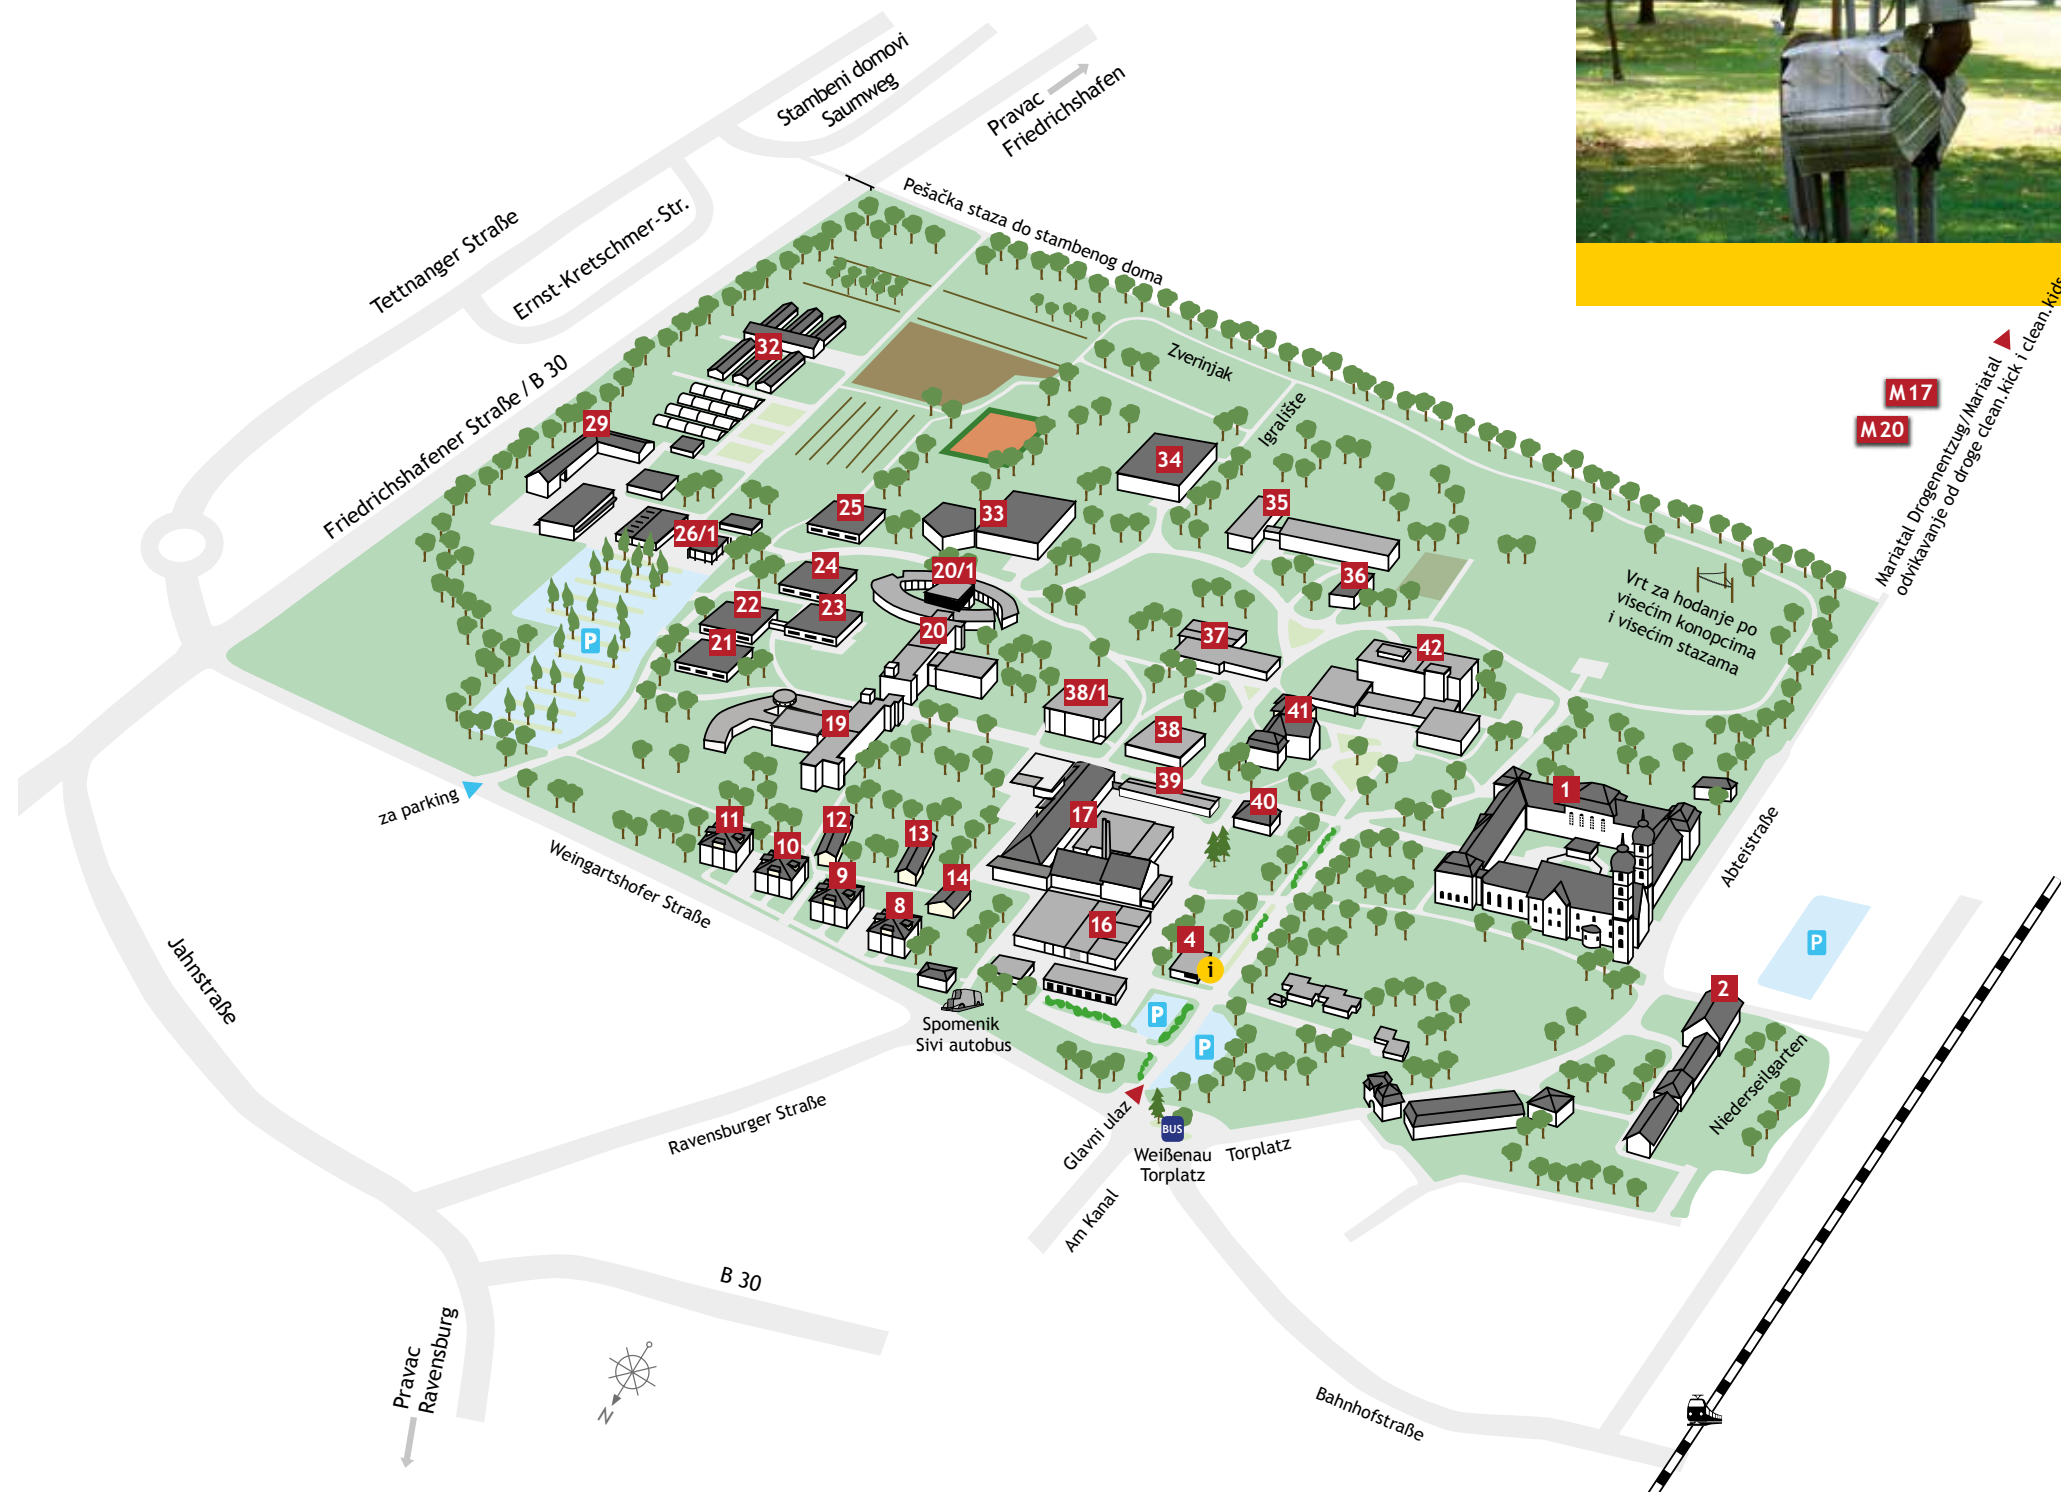 Stambeni domovi
Saumweg
Pravac
Friedrichshafen
Pešačka staza do stambenog doma
Tettnanger Straße
Ernst-Kretschmer-Str.
Friedrichshafener Straße / B 30
Zverinjak
Igralište
Mariatal Drogenentzug/Mariatal
odvikavanje od droge clean.kick i clean.kids
M 17
M 20
32
29
34
25
33
35
26/1
24
20/1
36
22
23
20
21
37
42
Vrt za hodanje po
visećim konopcima
i visećim stazama
P
38/1
19
38
41
39
40
1
17
za parking
11
12
10
13
9
14
8
16
4
i
Weingartshofer Straße
Abteistraße
P
2
Jahnstraße
Spomenik
Sivi autobus
P
P
Niederseilgarten
Ravensburger Straße
Glavni ulaz
BUS
Weißenau
Torplatz
Torplatz
Am Kanal
B 30
Pravac
Ravensburg
N
Bahnhofstraße